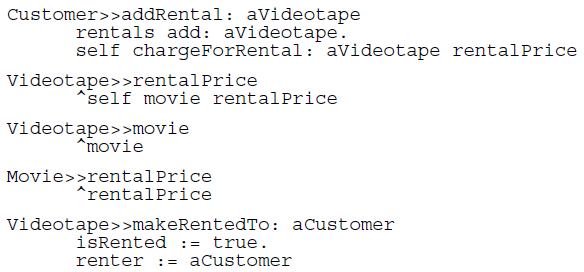 Customer>>addRental: aVideotape
rentals add: aVideotape.
self chargeForRental: aVideotape rentalPrice
Videotape>>rentalPrice
^self movie rentalPrice
Videotape>>movie
^movie
Movie>>rentalPrice
^rentalPrice
Videotape>>makeRentedTo: aCustomer
isRented := true.
renter := aCustomer